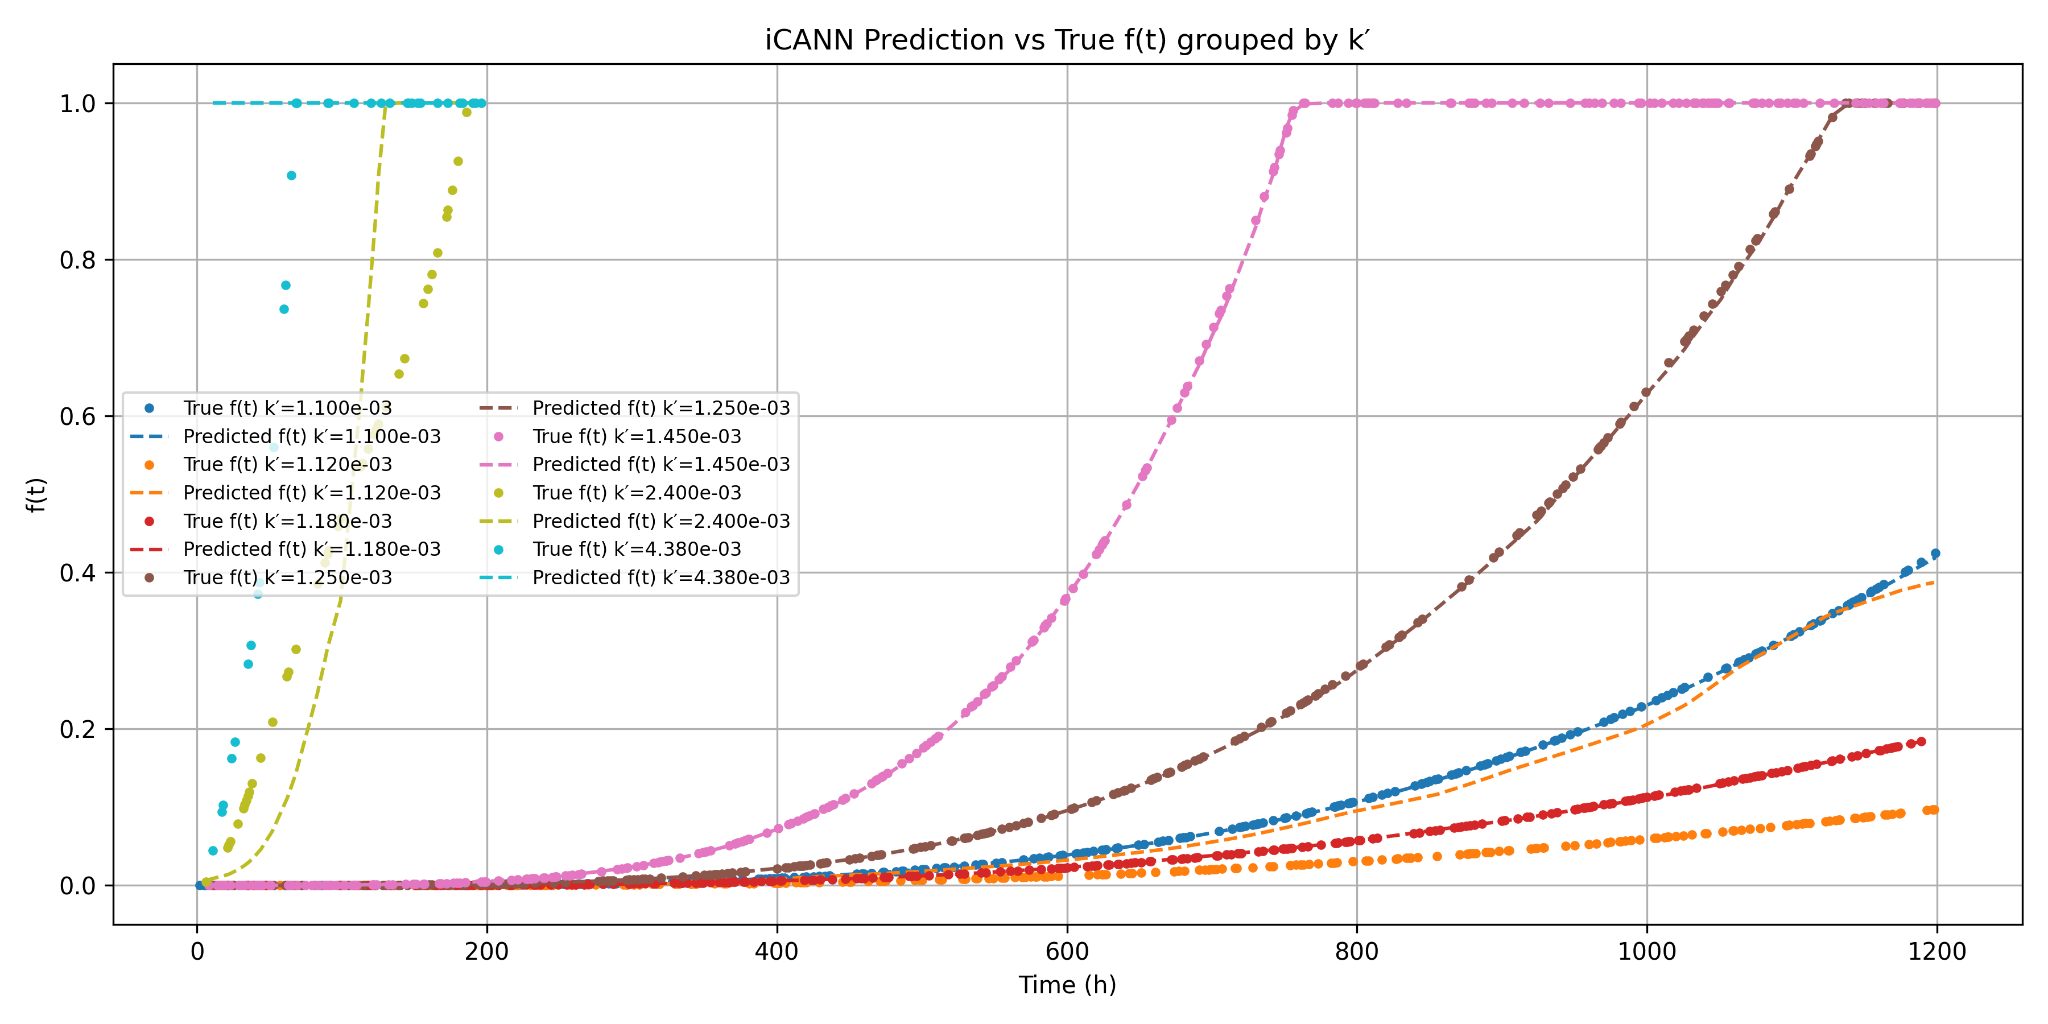 iCANN Prediction vs True f(t) grouped by k′
1.0
0.8
0.6
0.4
0.2
0.0
f(t)
True f(t) k′=1.100e-03
Predicted f(t) k′=1.100e-03
True f(t) k′=1.120e-03
Predicted f(t) k′=1.120e-03
True f(t) k′=1.180e-03
Predicted f(t) k′=1.180e-03
True f(t) k′=1.250e-03
Predicted f(t) k′=1.250e-03
True f(t) k′=1.450e-03
Predicted f(t) k′=1.450e-03
True f(t) k′=2.400e-03
Predicted f(t) k′=2.400e-03
True f(t) k′=4.380e-03
Predicted f(t) k′=4.380e-03
0 200 400 600 800 1000 1200
Time (h)